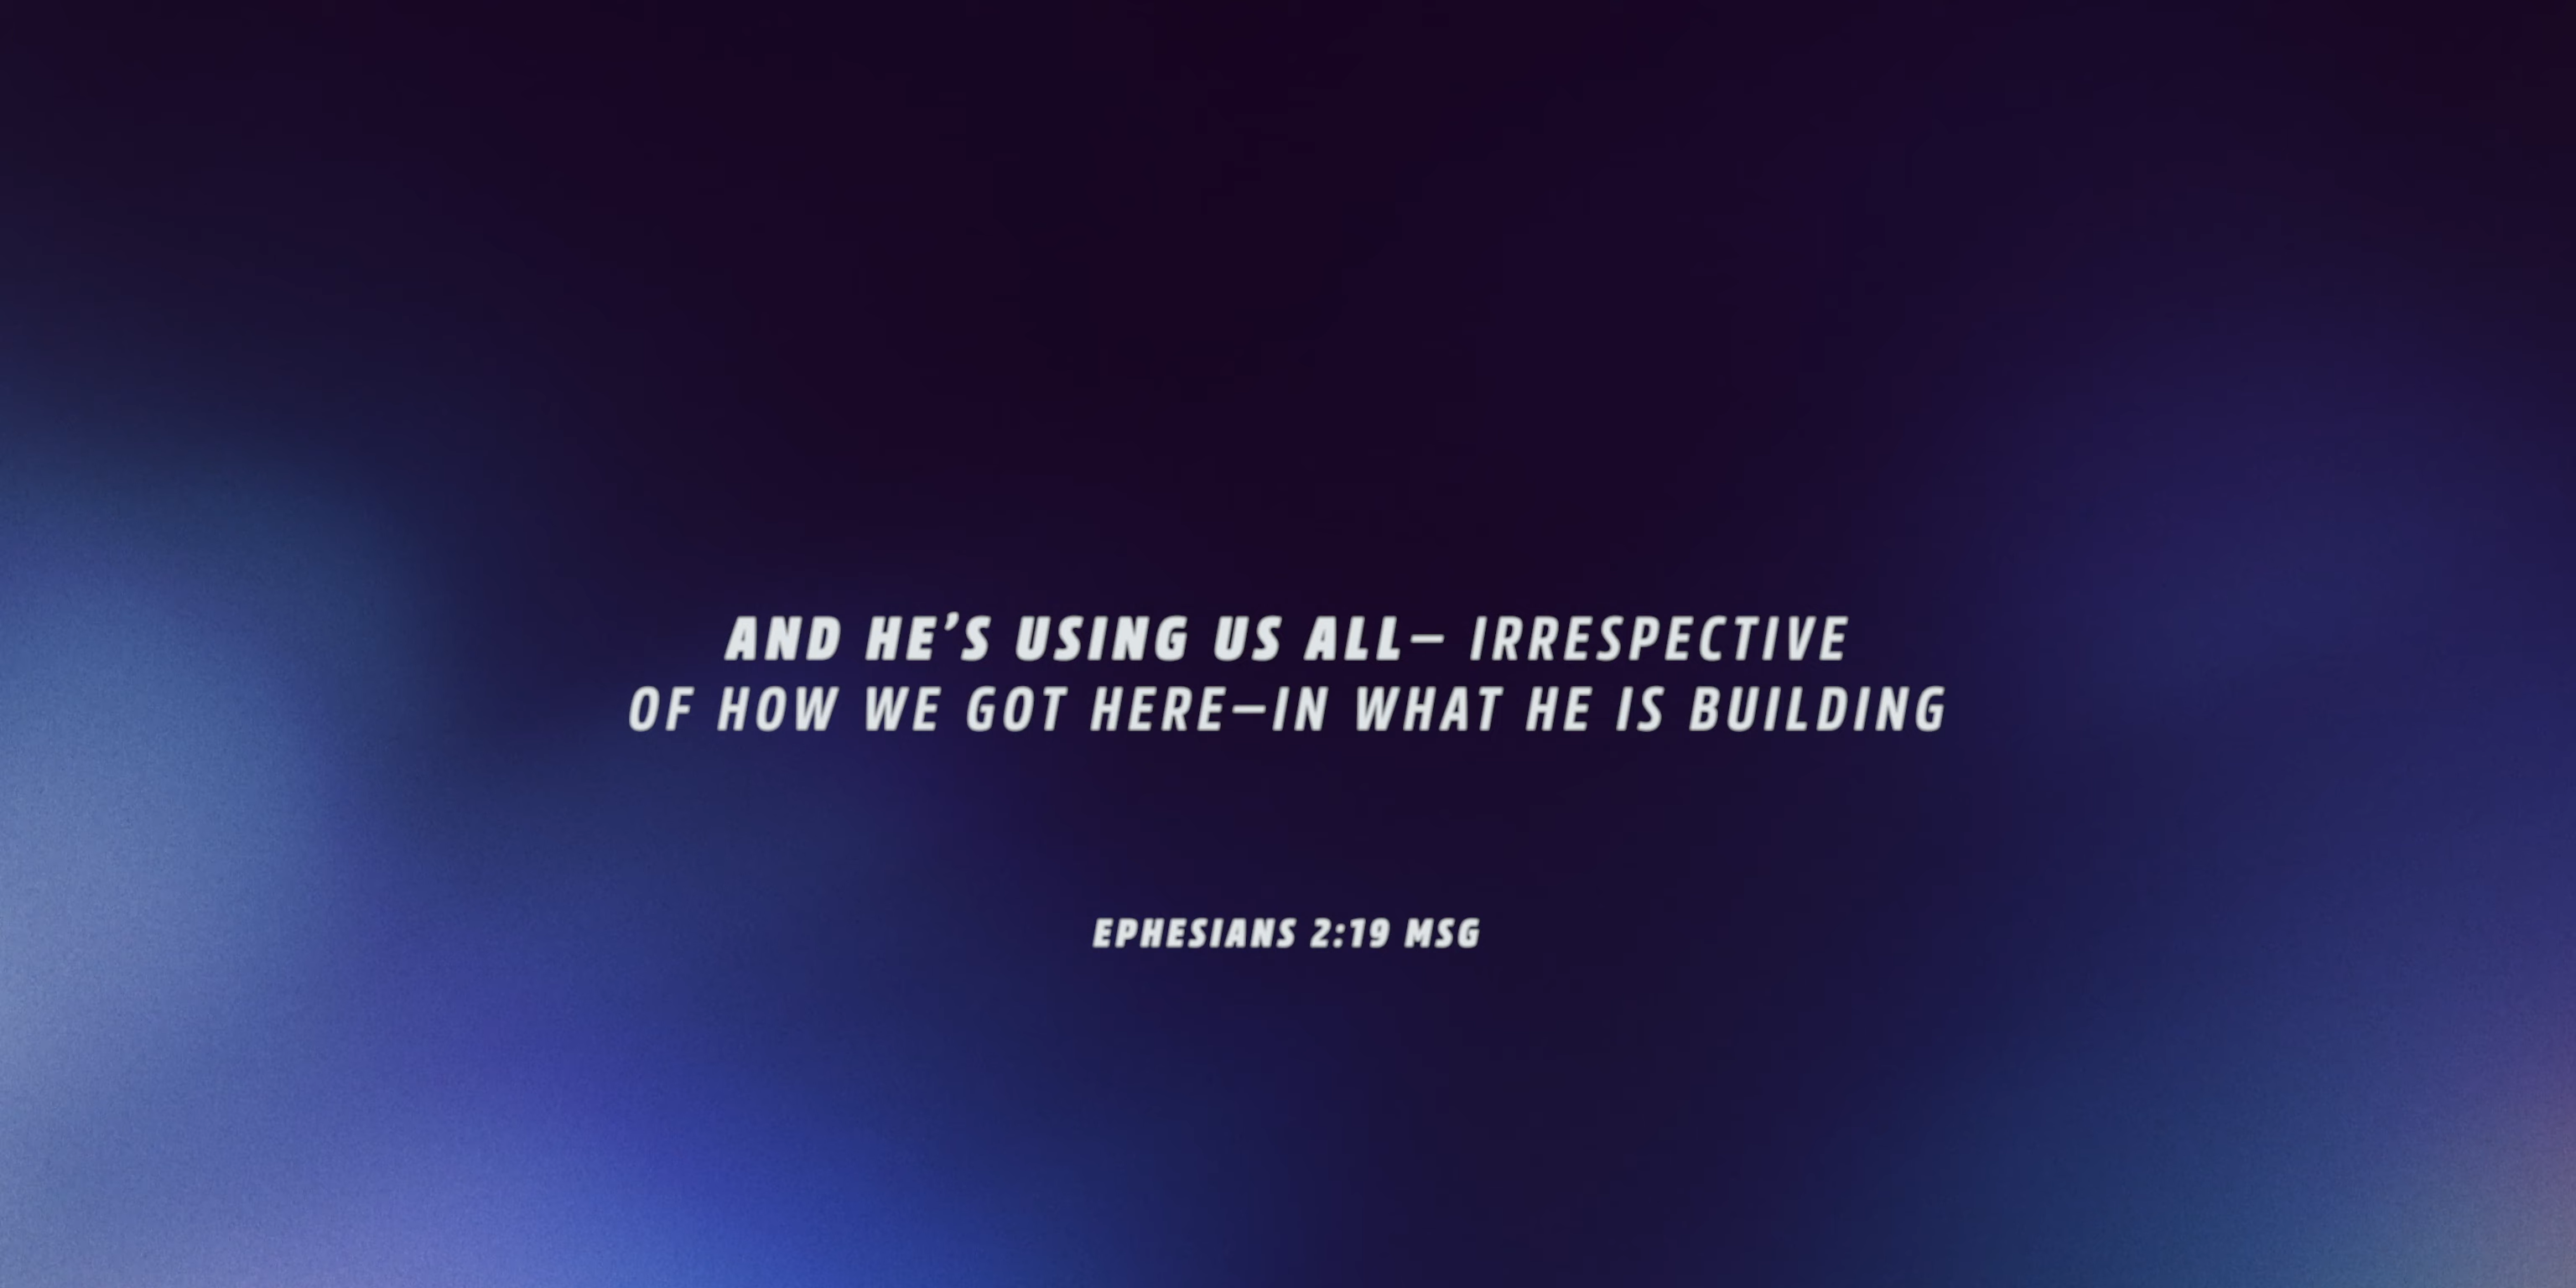 AND HE’S USING US ALL— IRRESPECTIVE
OF HOW WE GOT HERE—IN WHAT HE IS BUILDING
EPHESIANS 2:19 MSG